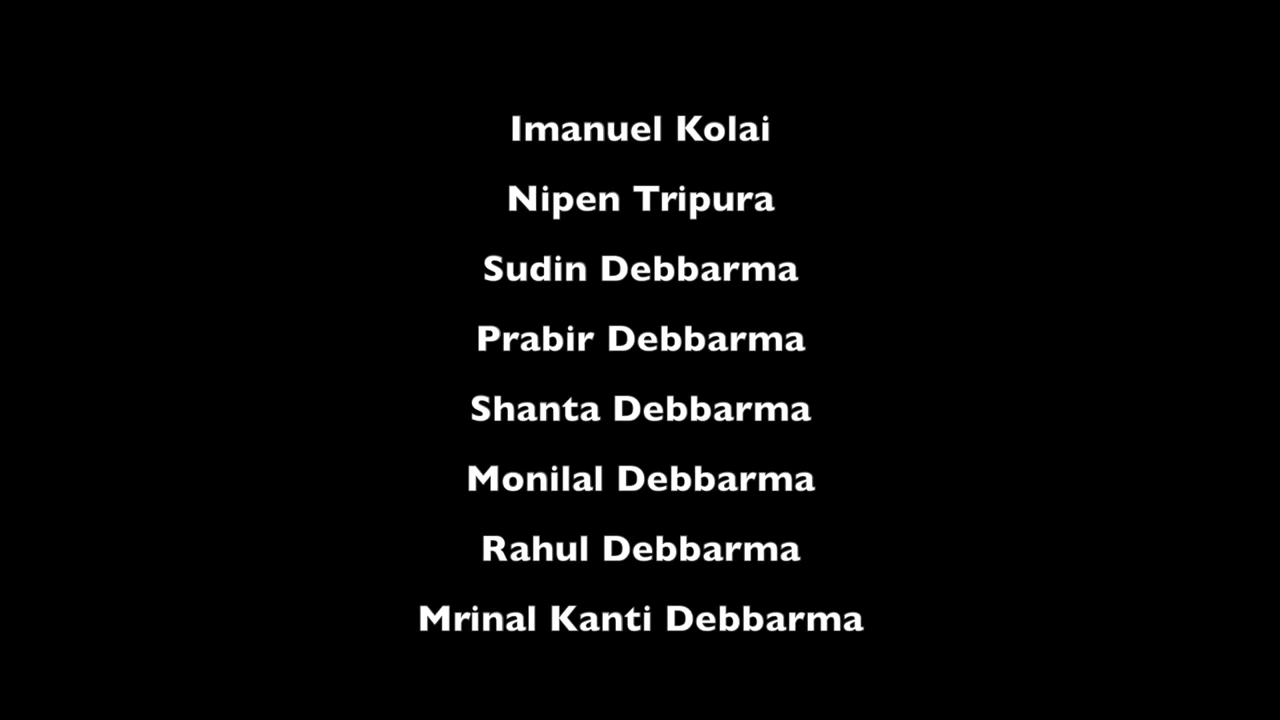 Imanuel Kolai
Nipen Tripura
Sudin Debbarma
Prabir Debbarma
Shanta Debbarma
Monilal Debbarma
Rahul Debbarma
Mrinal Kanti Debbarma